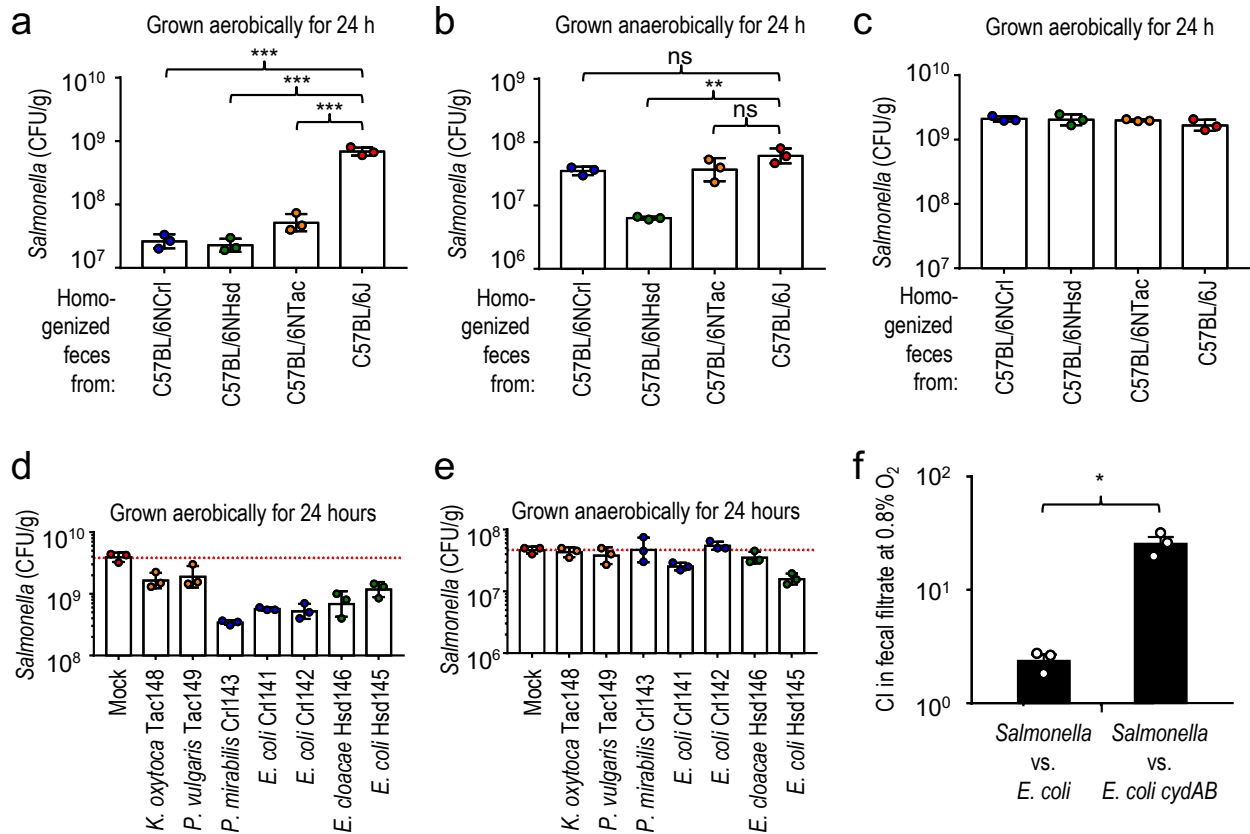 a
Grown aerobically for 24 h
***
***
***
Salmonella (CFU/g)
10^10
10^9
10^8
10^7
Homo-
genized
feces
from:
C57BL/6NCrl
C57BL/6NHsd
C57BL/6NTac
C57BL/6J
b
Grown anaerobically for 24 h
ns
**
ns
Salmonella (CFU/g)
10^9
10^8
10^7
10^6
Homo-
genized
feces
from:
C57BL/6NCrl
C57BL/6NHsd
C57BL/6NTac
C57BL/6J
c
Grown aerobically for 24 h
Salmonella (CFU/g)
10^10
10^9
10^8
10^7
Homo-
genized
feces
from:
C57BL/6NCrl
C57BL/6NHsd
C57BL/6NTac
C57BL/6J
d
Grown aerobically for 24 hours
Salmonella (CFU/g)
10^10
10^9
10^8
Mock
K. oxytoca Tac148
P. vulgaris Tac149
P. mirabilis Crl143
E. coli Crl141
E. coli Crl142
E. cloacae Hsd146
E. coli Hsd145
e
Grown anaerobically for 24 hours
Salmonella (CFU/g)
10^8
10^7
10^6
Mock
K. oxytoca Tac148
P. vulgaris Tac149
P. mirabilis Crl143
E. coli Crl141
E. coli Crl142
E. cloacae Hsd146
E. coli Hsd145
f
*
CI in fecal filtrate at 0.8% O₂
10^2
10^1
10^0
Salmonella
vs.
E. coli
Salmonella
vs.
E. coli cydAB